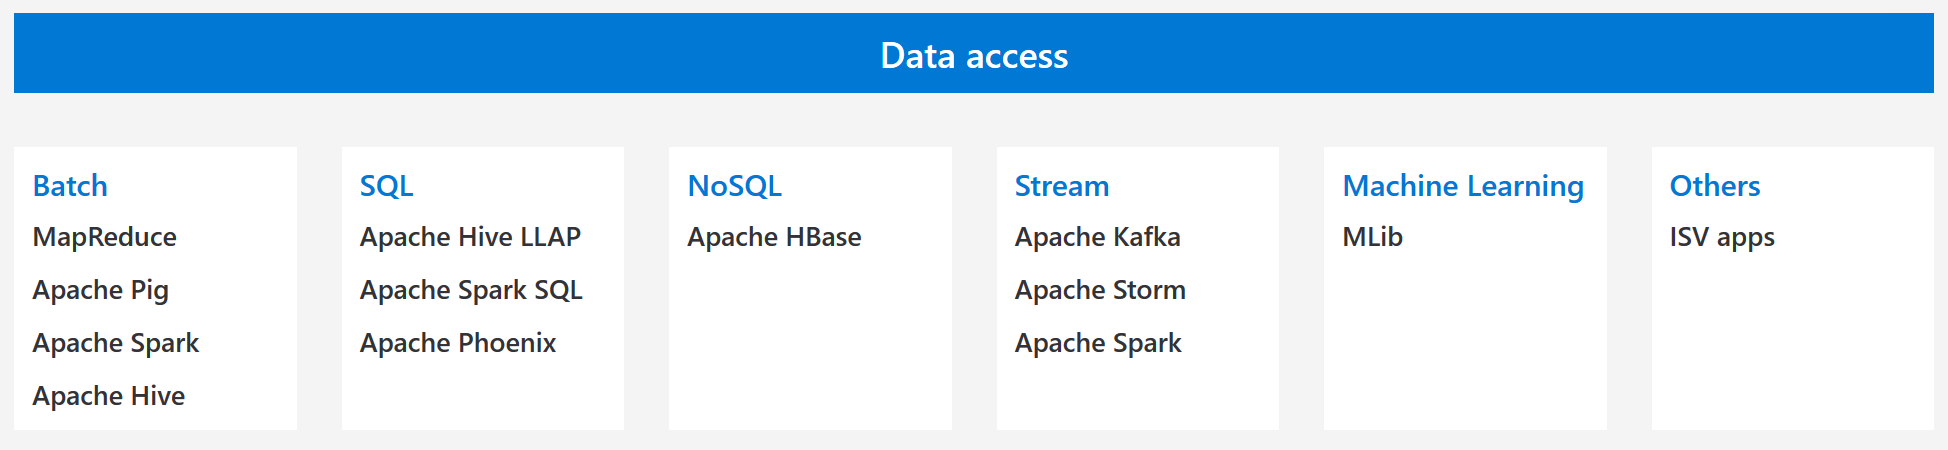 Data access
Batch
MapReduce
Apache Pig
Apache Spark
Apache Hive
SQL
Apache Hive LLAP
Apache Spark SQL
Apache Phoenix
NoSQL
Apache HBase
Stream
Apache Kafka
Apache Storm
Apache Spark
Machine Learning
MLib
Others
ISV apps